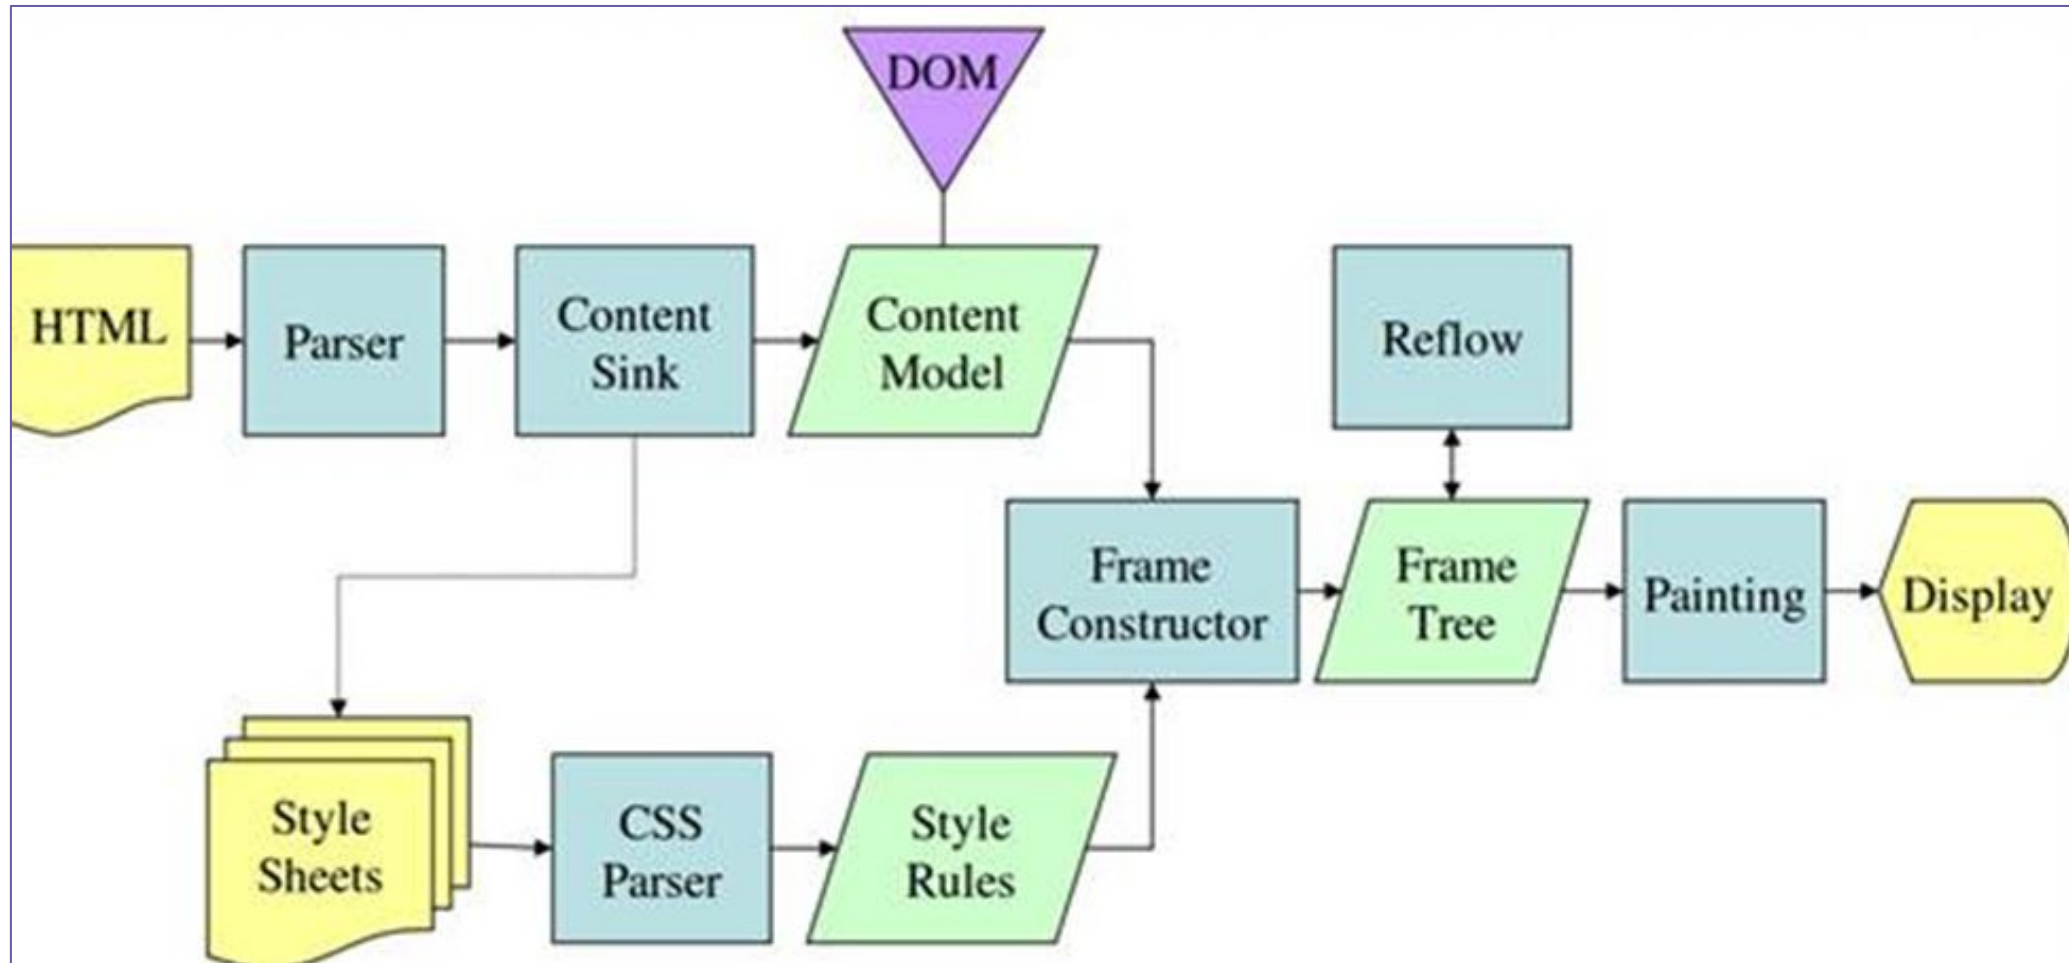 DOM
HTML
Parser
Content
Sink
Content
Model
Reflow
Frame
Constructor
Frame
Tree
Painting
Display
Style
Sheets
CSS
Parser
Style
Rules